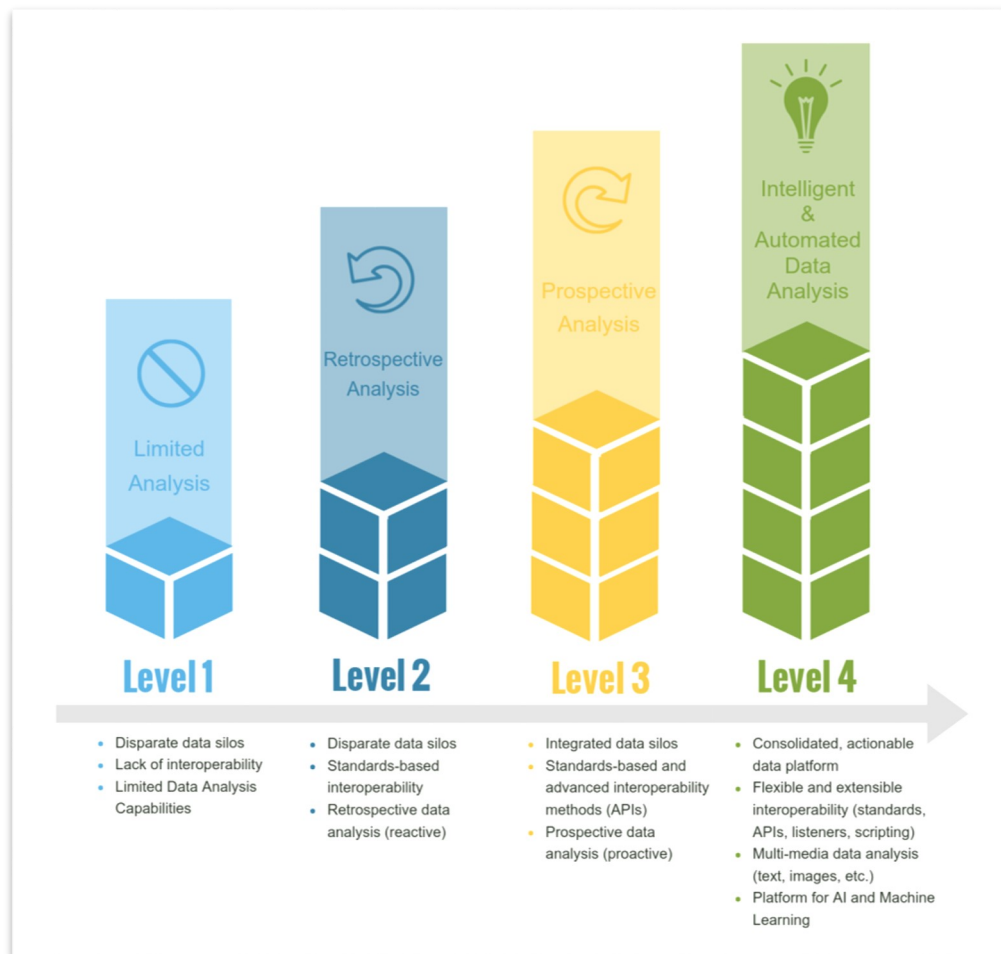 Limited
Analysis
Retrospective
Analysis
Prospective
Analysis
Intelligent
&
Automated
Data
Analysis
Level 1
Level 2
Level 3
Level 4
• Disparate data silos
• Lack of interoperability
• Limited Data Analysis
Capabilities
• Disparate data silos
• Standards-based
interoperability
• Retrospective data
analysis (reactive)
• Integrated data silos
• Standards-based and
advanced interoperability
methods (APIs)
• Prospective data
analysis (proactive)
• Consolidated, actionable
data platform
• Flexible and extensible
interoperability (standards,
APIs, listeners, scripting)
• Multi-media data analysis
(text, images, etc.)
• Platform for AI and Machine
Learning